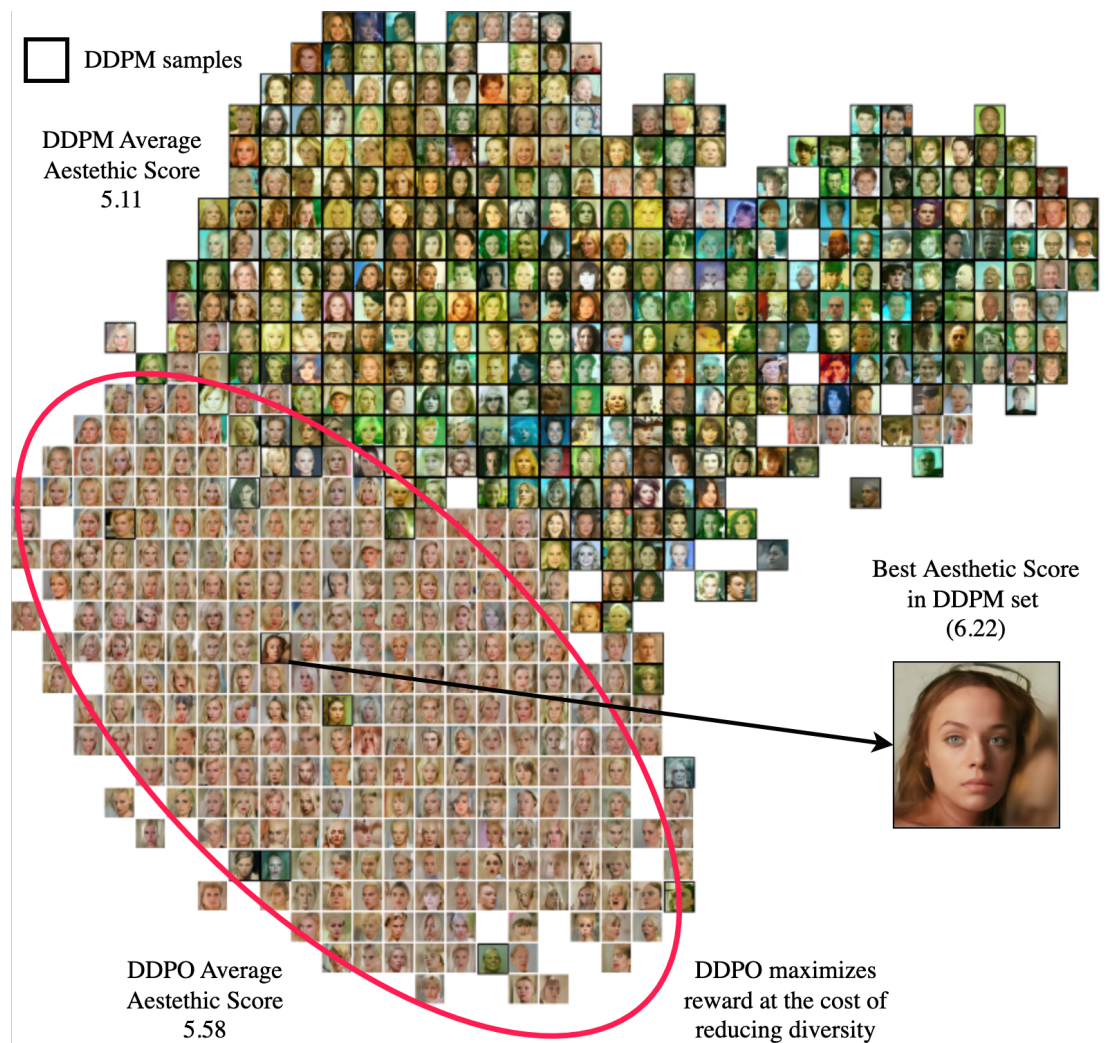 DDPM samples
DDPM Average
Aestethic Score
5.11
Best Aesthetic Score
in DDPM set
(6.22)
DDPO Average
Aestethic Score
5.58
DDPO maximizes
reward at the cost of
reducing diversity